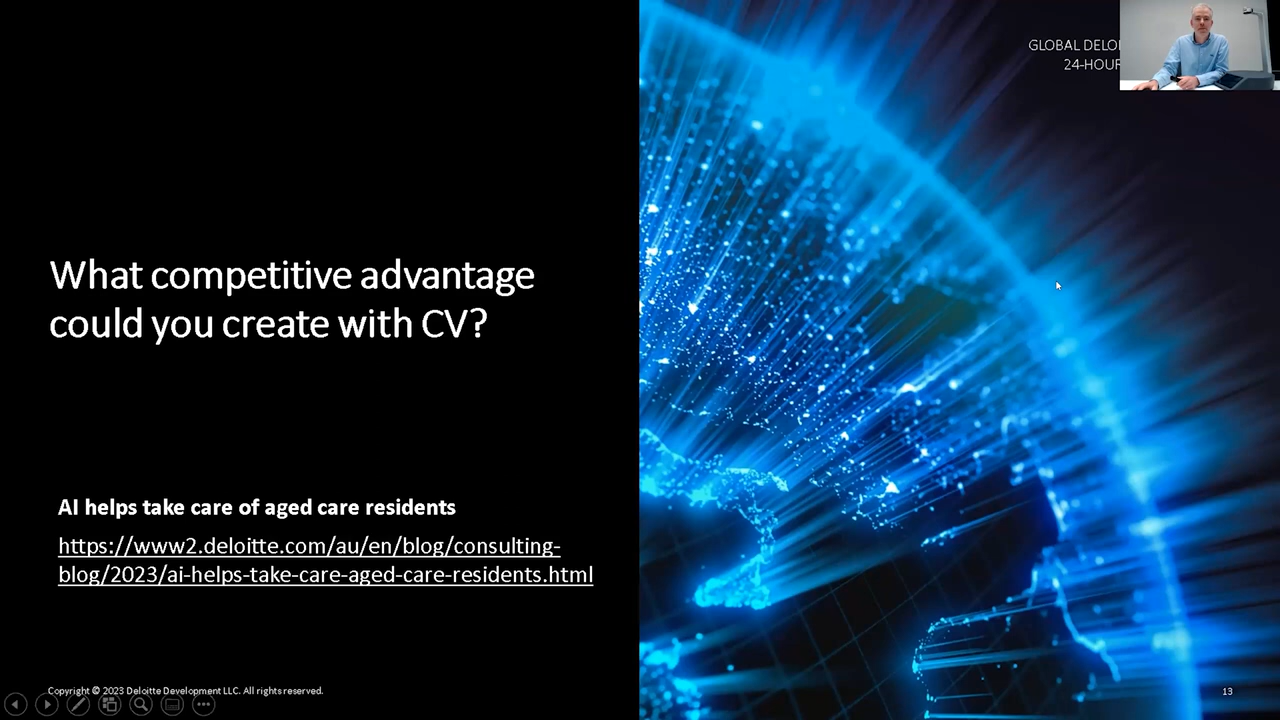 GLOBAL
24-HOUR
What competitive advantage
could you create with CV?
AI helps take care of aged care residents
https://www2.deloitte.com/au/en/blog/consulting-
blog/2023/ai-helps-take-care-aged-care-residents.html
Copyright © 2023 Deloitte Development LLC. All rights reserved.
13